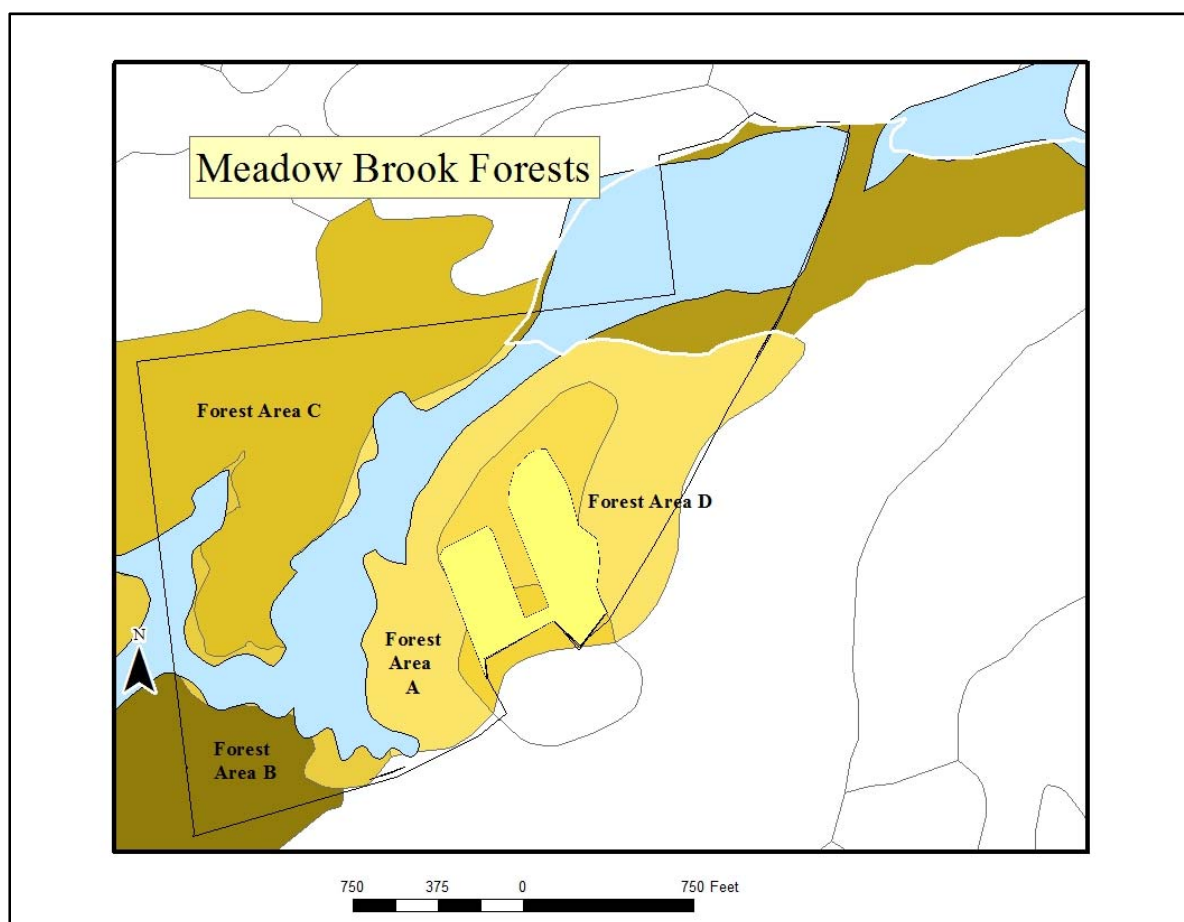 Meadow Brook Forests
Forest Area C
Forest Area D
N
Forest
Area
A
Forest
Area B
750 375 0 750 Feet